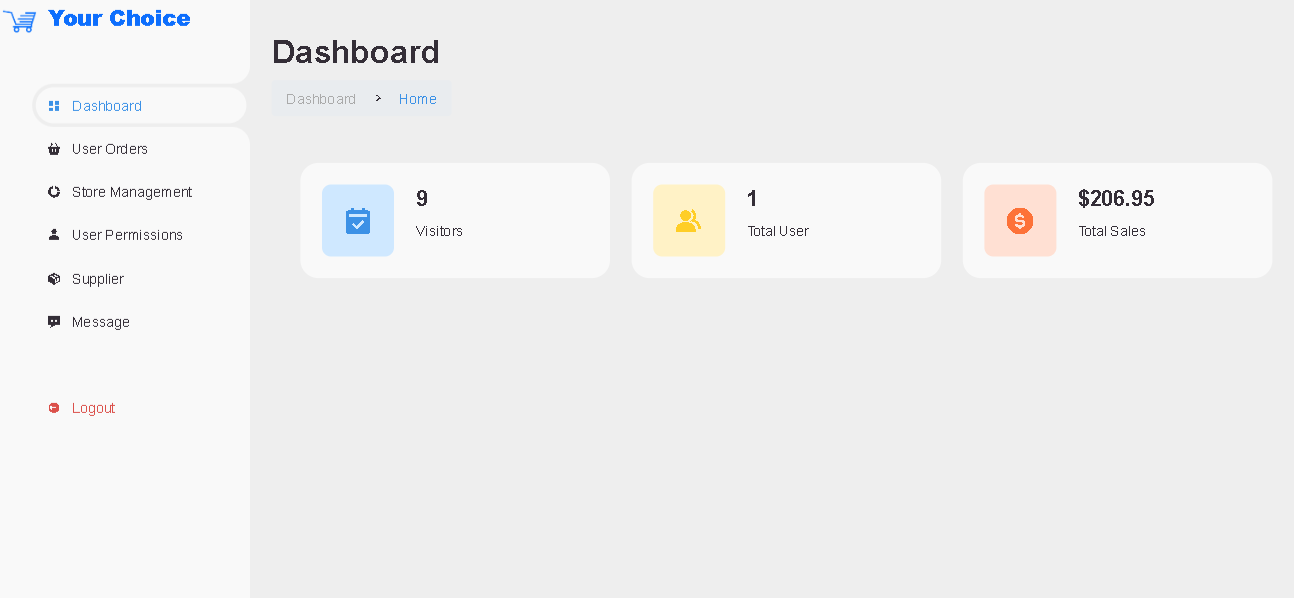 Your Choice
Dashboard
User Orders
Store Management
User Permissions
Supplier
Message
Logout
Dashboard
Dashboard > Home
9
Visitors
1
Total User
$206.95
Total Sales